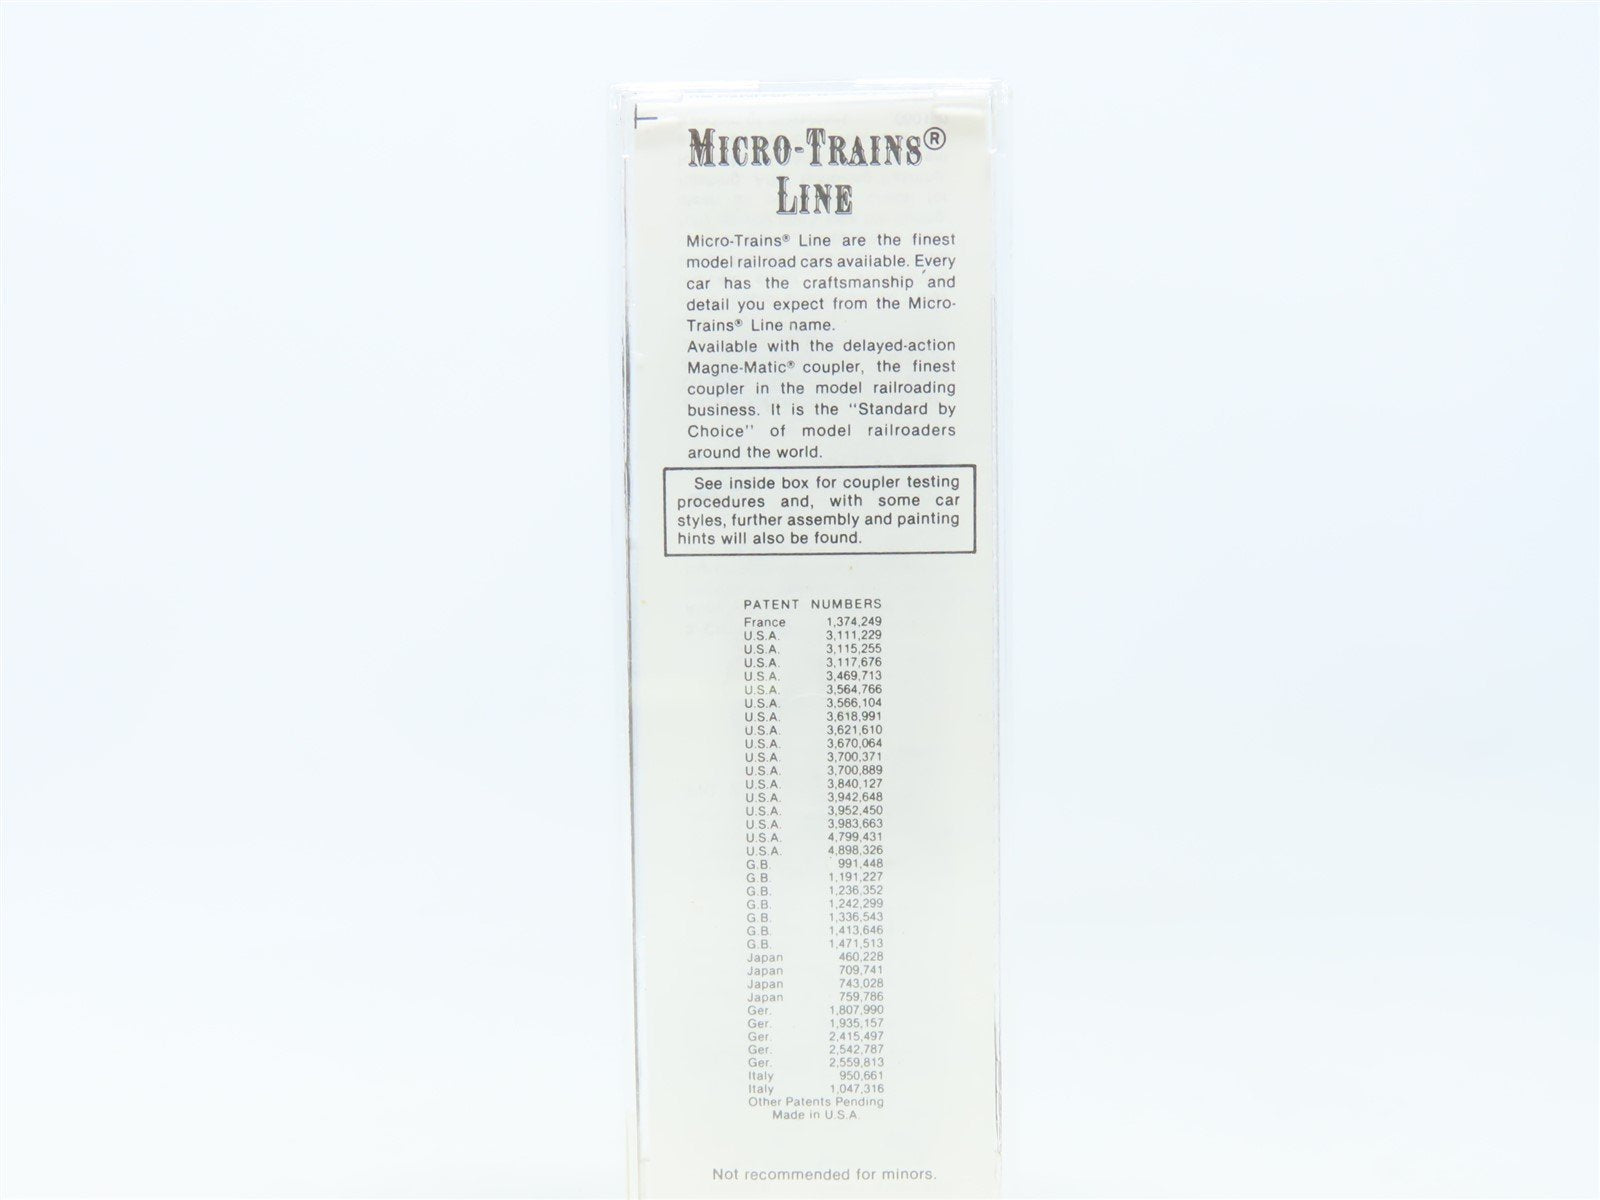 MICRO-TRAINS®
LINE
Micro-Trains® Line are the finest
model railroad cars available. Every
car has the craftsmanship and
detail you expect from the Micro-
Trains® Line name.
Available with the delayed-action
Magne-Matic® coupler, the finest
coupler in the model railroading
business. It is the "Standard by
Choice" of model railroaders
around the world.
See inside box for coupler testing
procedures and, with some car
styles, further assembly and painting
hints will also be found.
PATENT NUMBERS
France 1,374,249
U.S.A. 3,111,229
U.S.A. 3,115,255
U.S.A. 3,117,676
U.S.A. 3,469,713
U.S.A. 3,564,766
U.S.A. 3,566,104
U.S.A. 3,618,991
U.S.A. 3,621,610
U.S.A. 3,670,064
U.S.A. 3,700,371
U.S.A. 3,700,889
U.S.A. 3,840,127
U.S.A. 3,942,648
U.S.A. 3,952,450
U.S.A. 3,983,663
U.S.A. 4,799,431
U.S.A. 4,898,326
G.B. 991,448
G.B. 1,191,227
G.B. 1,236,352
G.B. 1,242,299
G.B. 1,336,543
G.B. 1,413,646
G.B. 1,471,513
Japan 460,228
Japan 709,741
Japan 743,028
Japan 759,786
Ger. 1,807,990
Ger. 1,935,157
Ger. 2,415,497
Ger. 2,542,787
Ger. 2,559,813
Italy 950,661
Italy 1,047,316
Other Patents Pending
Made in U.S.A.
Not recommended for minors.